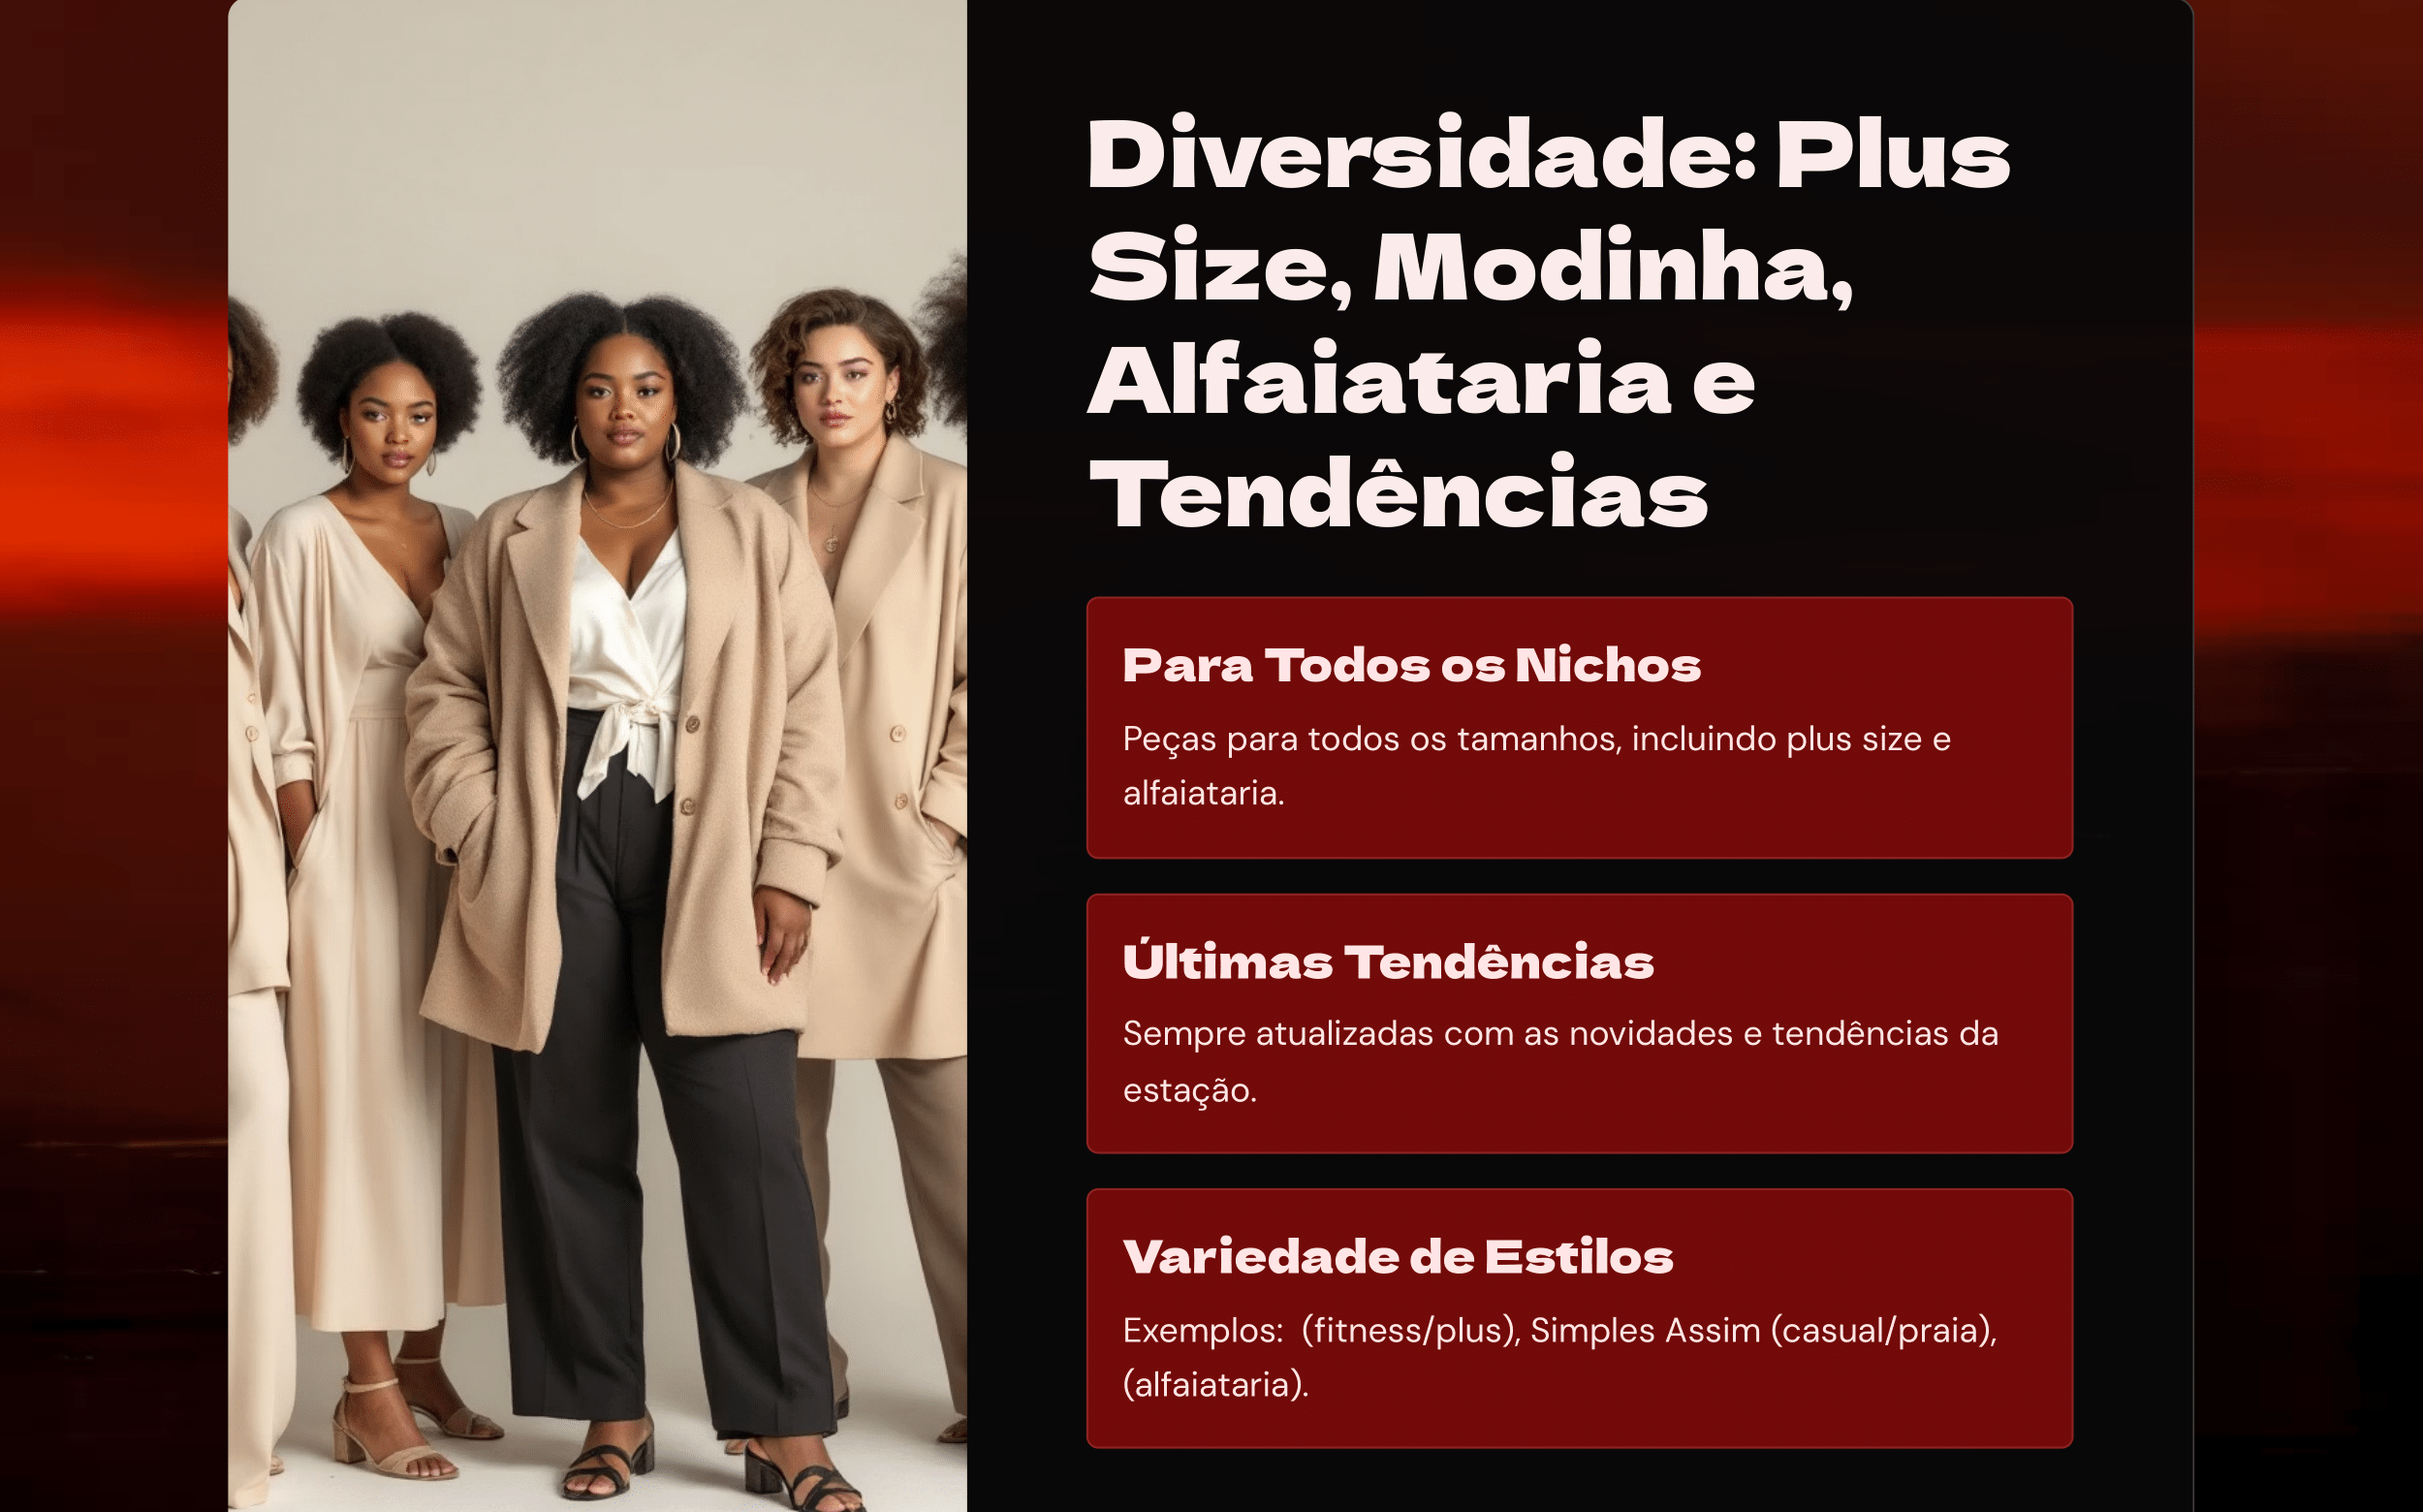 Diversidade: Plus
Size, Modinha,
Alfaiataria e
Tendências
Para Todos os Nichos
Peças para todos os tamanhos, incluindo plus size e
alfaiataria.
Últimas Tendências
Sempre atualizadas com as novidades e tendências da
estação.
Variedade de Estilos
Exemplos:  (fitness/plus), Simples Assim (casual/praia),
(alfaiataria).